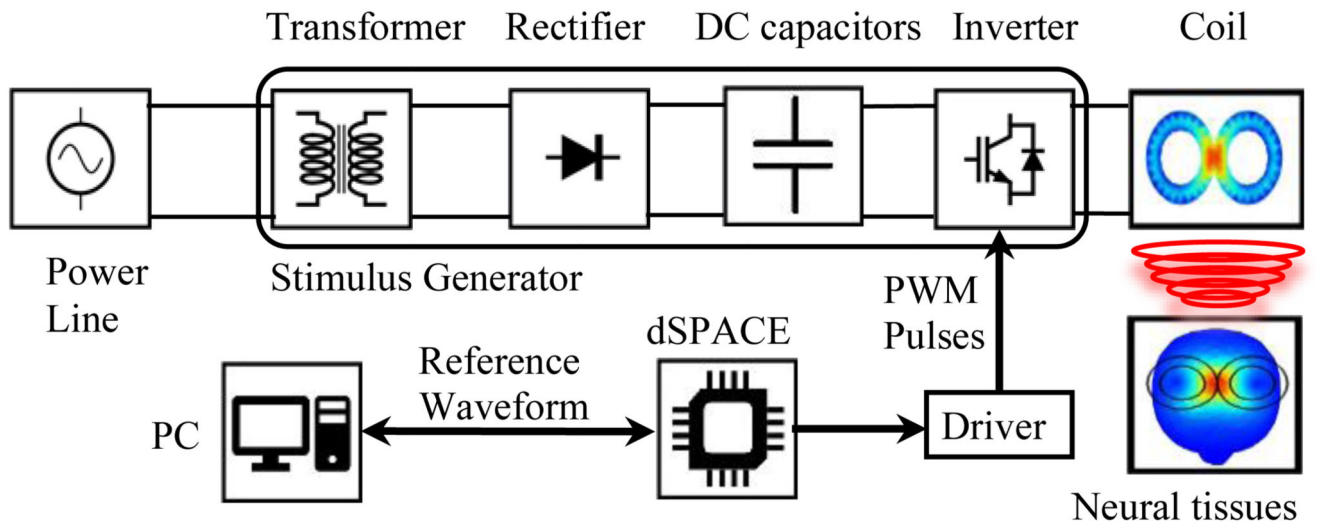 Transformer
Rectifier
DC capacitors
Inverter
Coil
Power
Line
Stimulus Generator
PWM
Pulses
dSPACE
Reference
Waveform
PC
Driver
Neural tissues